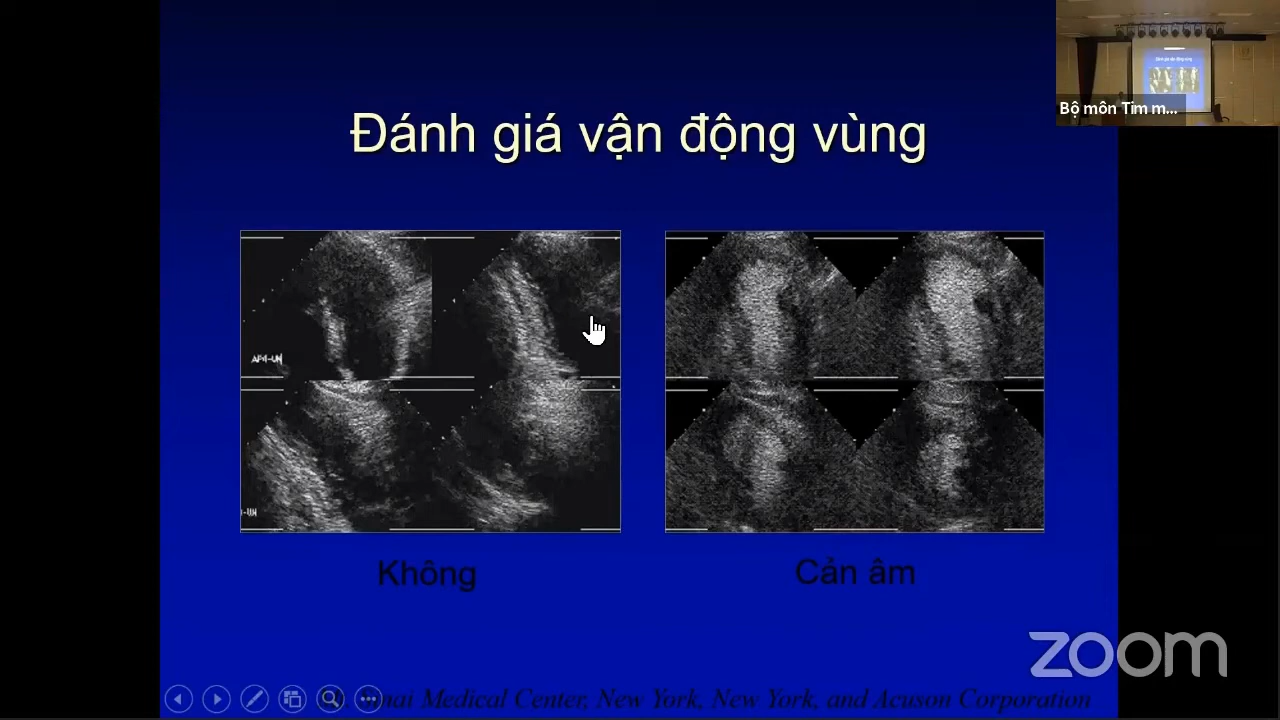 Đánh giá vận động vùng
Bộ môn Tim m...
Không
Cản âm
Sinai Medical Center, New York, New York, and Acuson Corporation
zoom